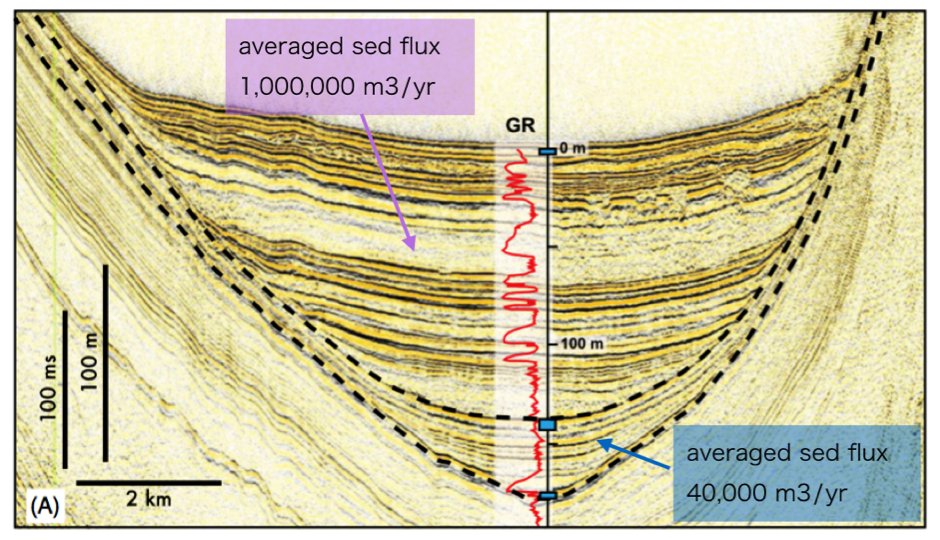 averaged sed flux
1,000,000 m3/yr
GR
0 m
100 m
100 ms
100 m
2 km
averaged sed flux
40,000 m3/yr
(A)